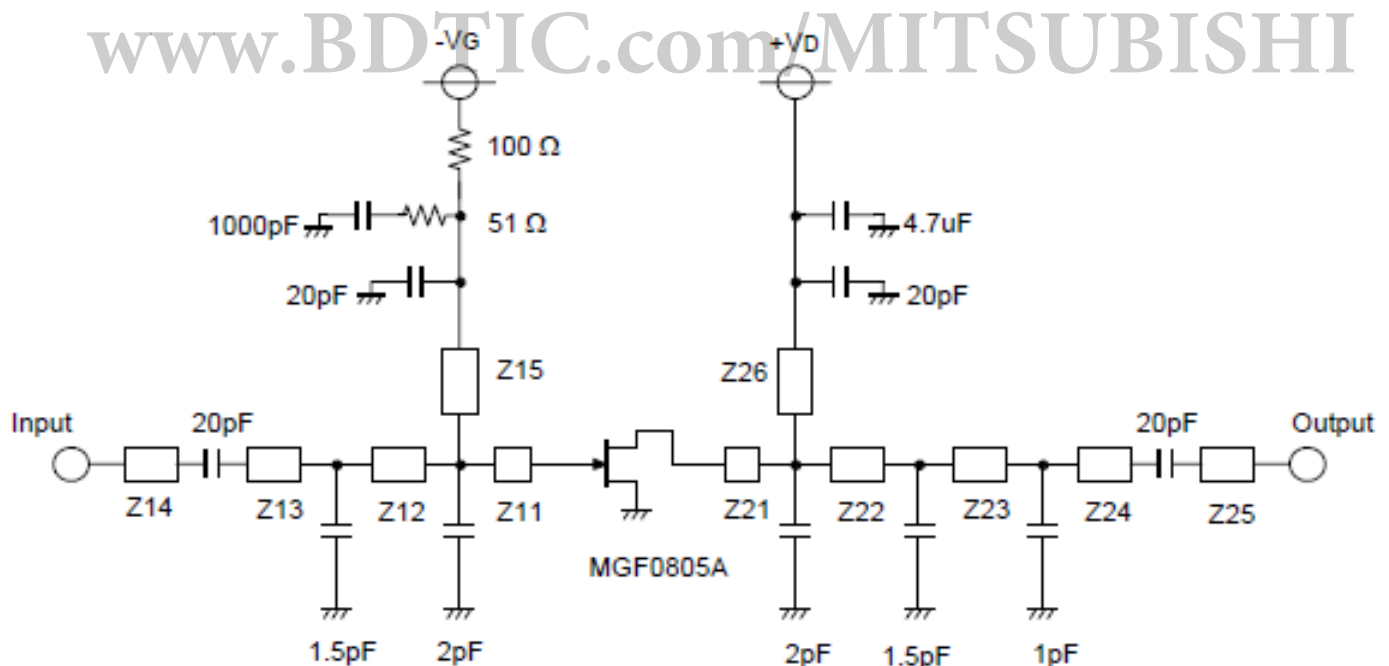 www.BDTIC.com/MITSUBISHI
-VG
+VD
100 Ω
1000pF
51 Ω
4.7uF
20pF
20pF
Z15
Z26
Input
20pF
20pF
Output
Z14
Z13
Z12
Z11
Z21
Z22
Z23
Z24
Z25
MGF0805A
1.5pF
2pF
2pF
1.5pF
1pF